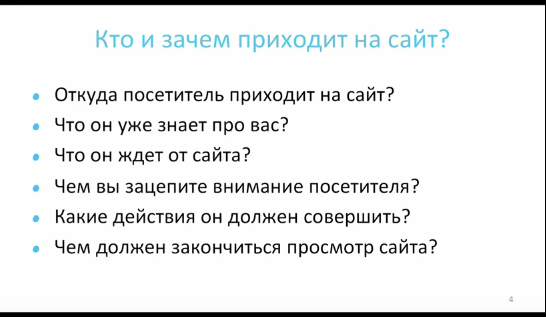 Кто и зачем приходит на сайт?
Откуда посетитель приходит на сайт?
Что он уже знает про вас?
Что он ждет от сайта?
Чем вы зацепите внимание посетителя?
Какие действия он должен совершить?
Чем должен закончиться просмотр сайта?
4